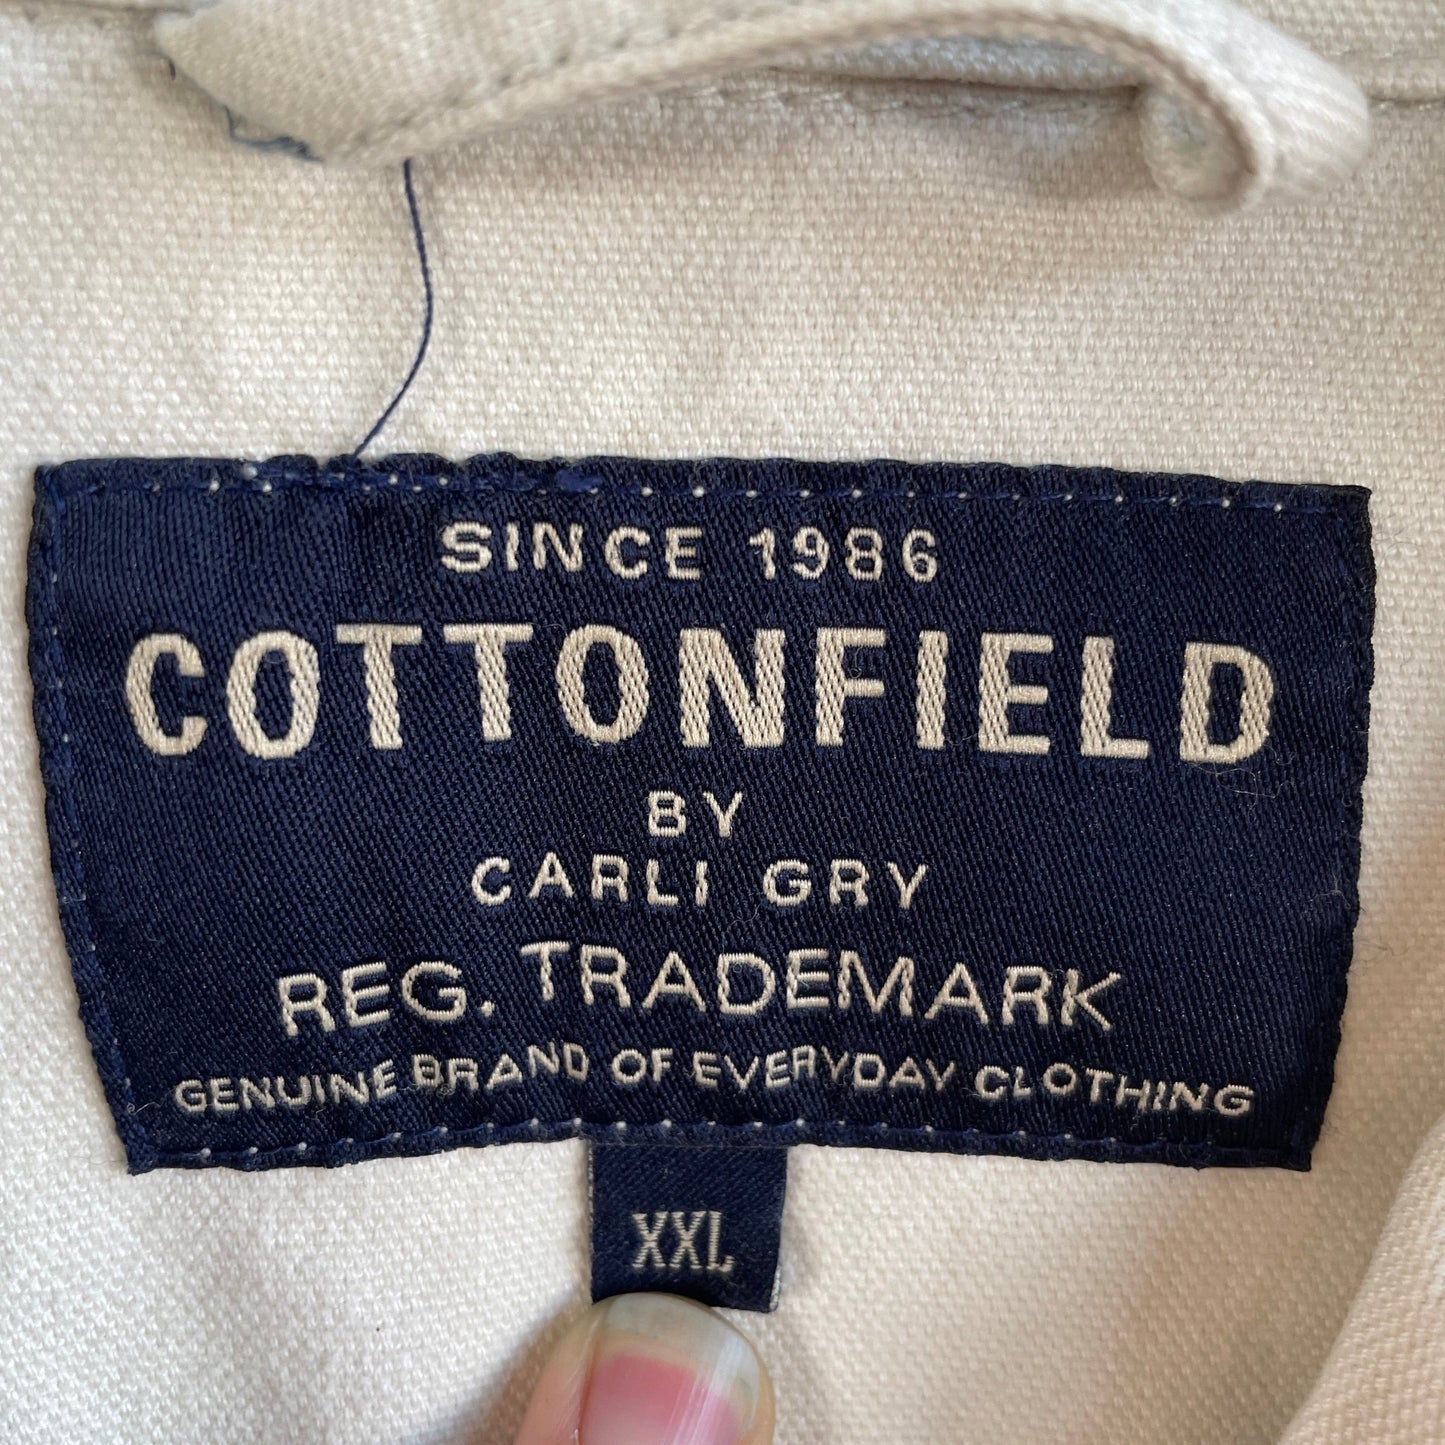 SINCE 1986
COTTONFIELD
BY
CARLI GRY
REG. TRADEMARK
GENUINE BRAND OF EVERYDAY CLOTHING
XXL